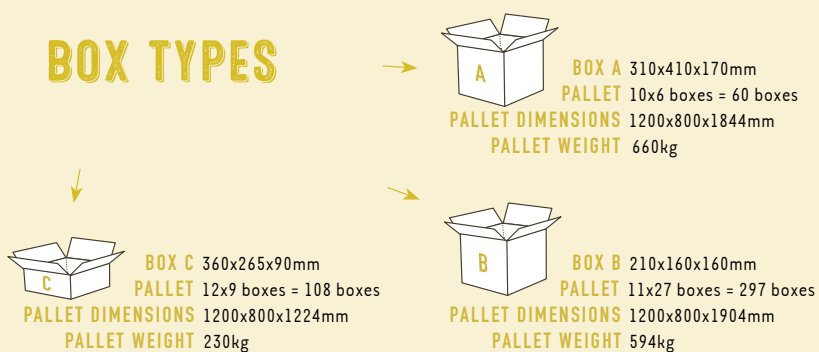 BOX TYPES
A
BOX A 310x410x170mm
PALLET 10x6 boxes = 60 boxes
PALLET DIMENSIONS 1200x800x1844mm
PALLET WEIGHT 660kg
C
BOX C 360x265x90mm
PALLET 12x9 boxes = 108 boxes
PALLET DIMENSIONS 1200x800x1224mm
PALLET WEIGHT 230kg
B
BOX B 210x160x160mm
PALLET 11x27 boxes = 297 boxes
PALLET DIMENSIONS 1200x800x1904mm
PALLET WEIGHT 594kg